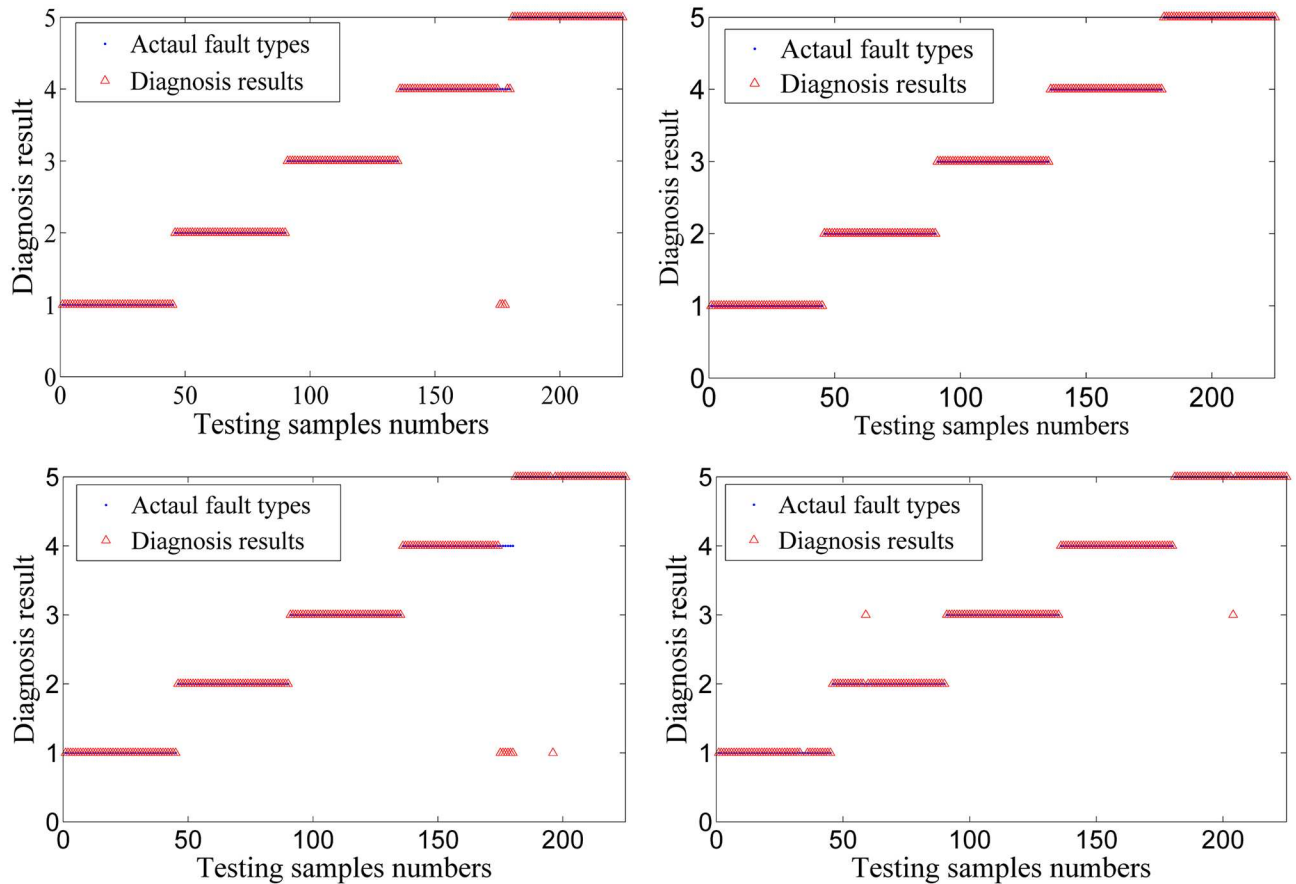 5
4
3
2
1
0
Diagnosis result
Actaul fault types
Diagnosis results
0 50 100 150 200
Testing samples numbers
5
4
3
2
1
0
Diagnosis result
Actaul fault types
Diagnosis results
0 50 100 150 200
Testing samples numbers
5
4
3
2
1
0
Diagnosis result
Actaul fault types
Diagnosis results
0 50 100 150 200
Testing samples numbers
5
4
3
2
1
0
Diagnosis result
Actaul fault types
Diagnosis results
0 50 100 150 200
Testing samples numbers